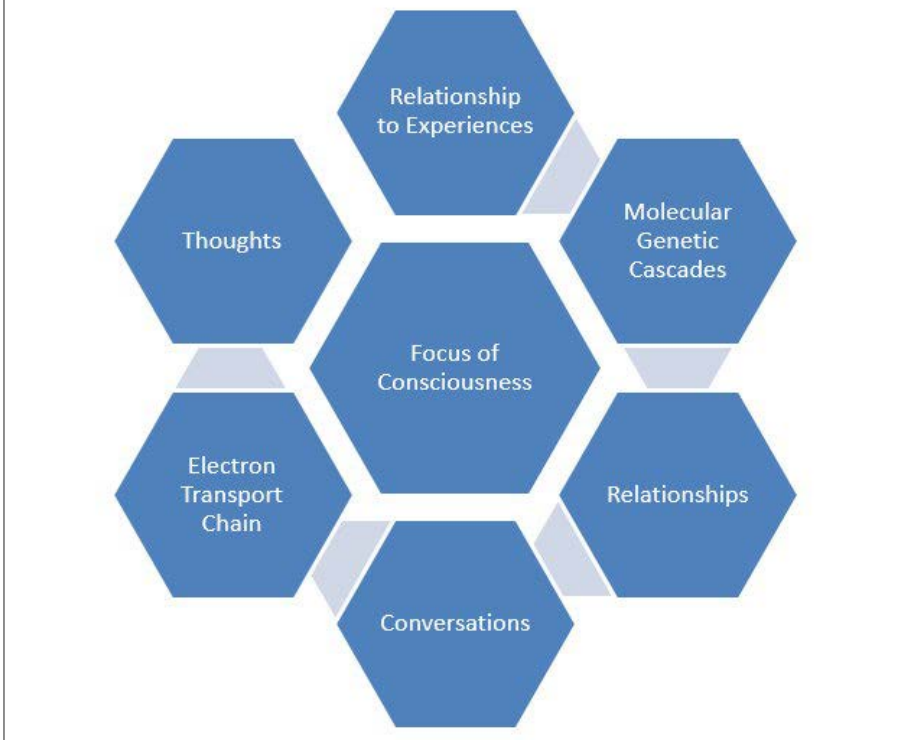 Relationship
to Experiences
Thoughts
Molecular
Genetic
Cascades
Focus of
Consciousness
Electron
Transport
Chain
Relationships
Conversations